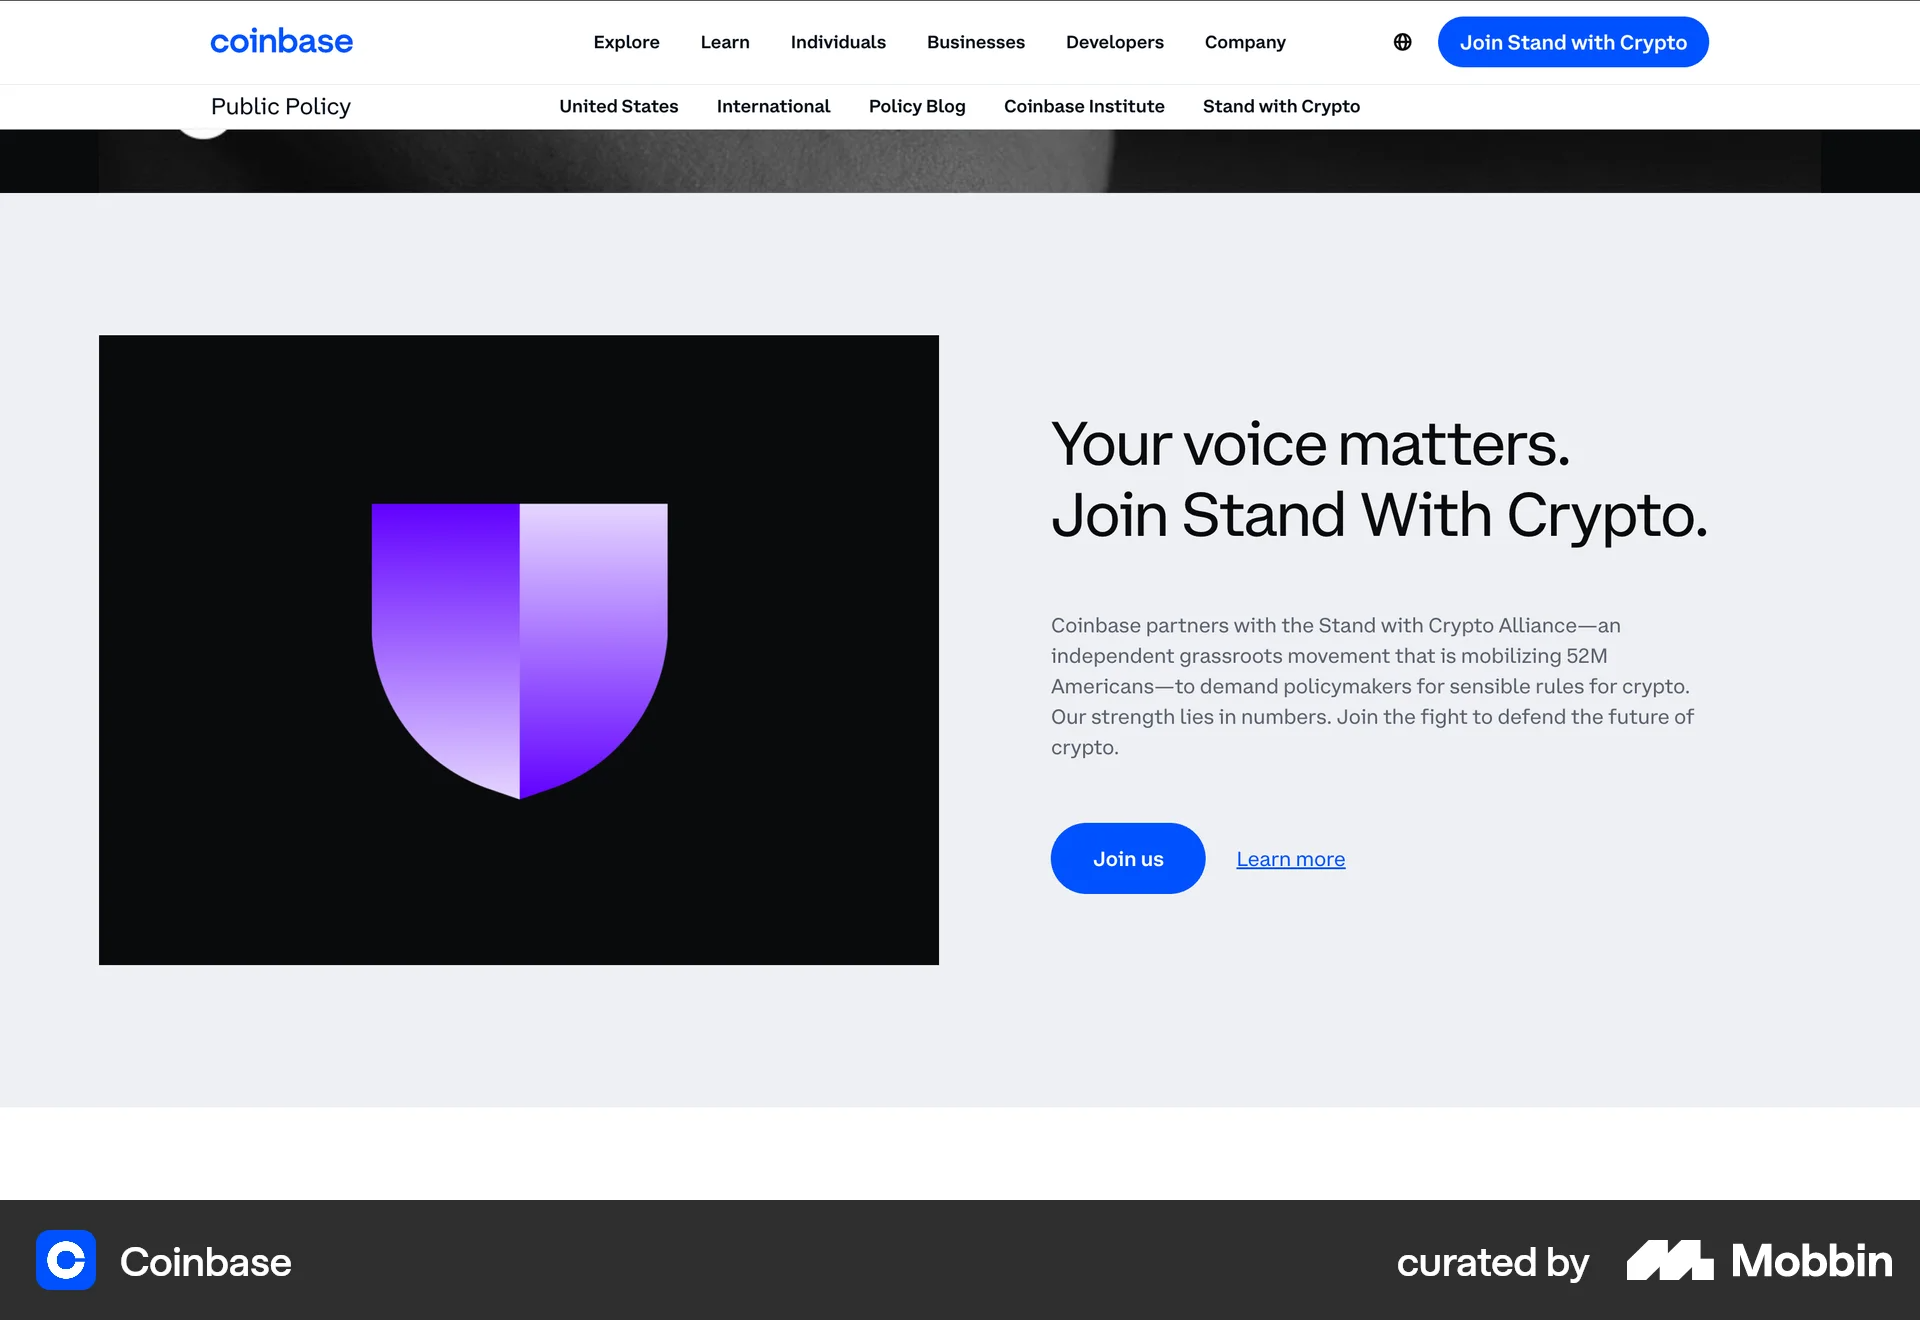 coinbase
Explore Learn Individuals Businesses Developers Company
Join Stand with Crypto
Public Policy
United States International Policy Blog Coinbase Institute Stand with Crypto
Your voice matters.
Join Stand With Crypto.
Coinbase partners with the Stand with Crypto Alliance—an
independent grassroots movement that is mobilizing 52M
Americans—to demand policymakers for sensible rules for crypto.
Our strength lies in numbers. Join the fight to defend the future of
crypto.
Join us
Learn more
Coinbase
curated by Mobbin